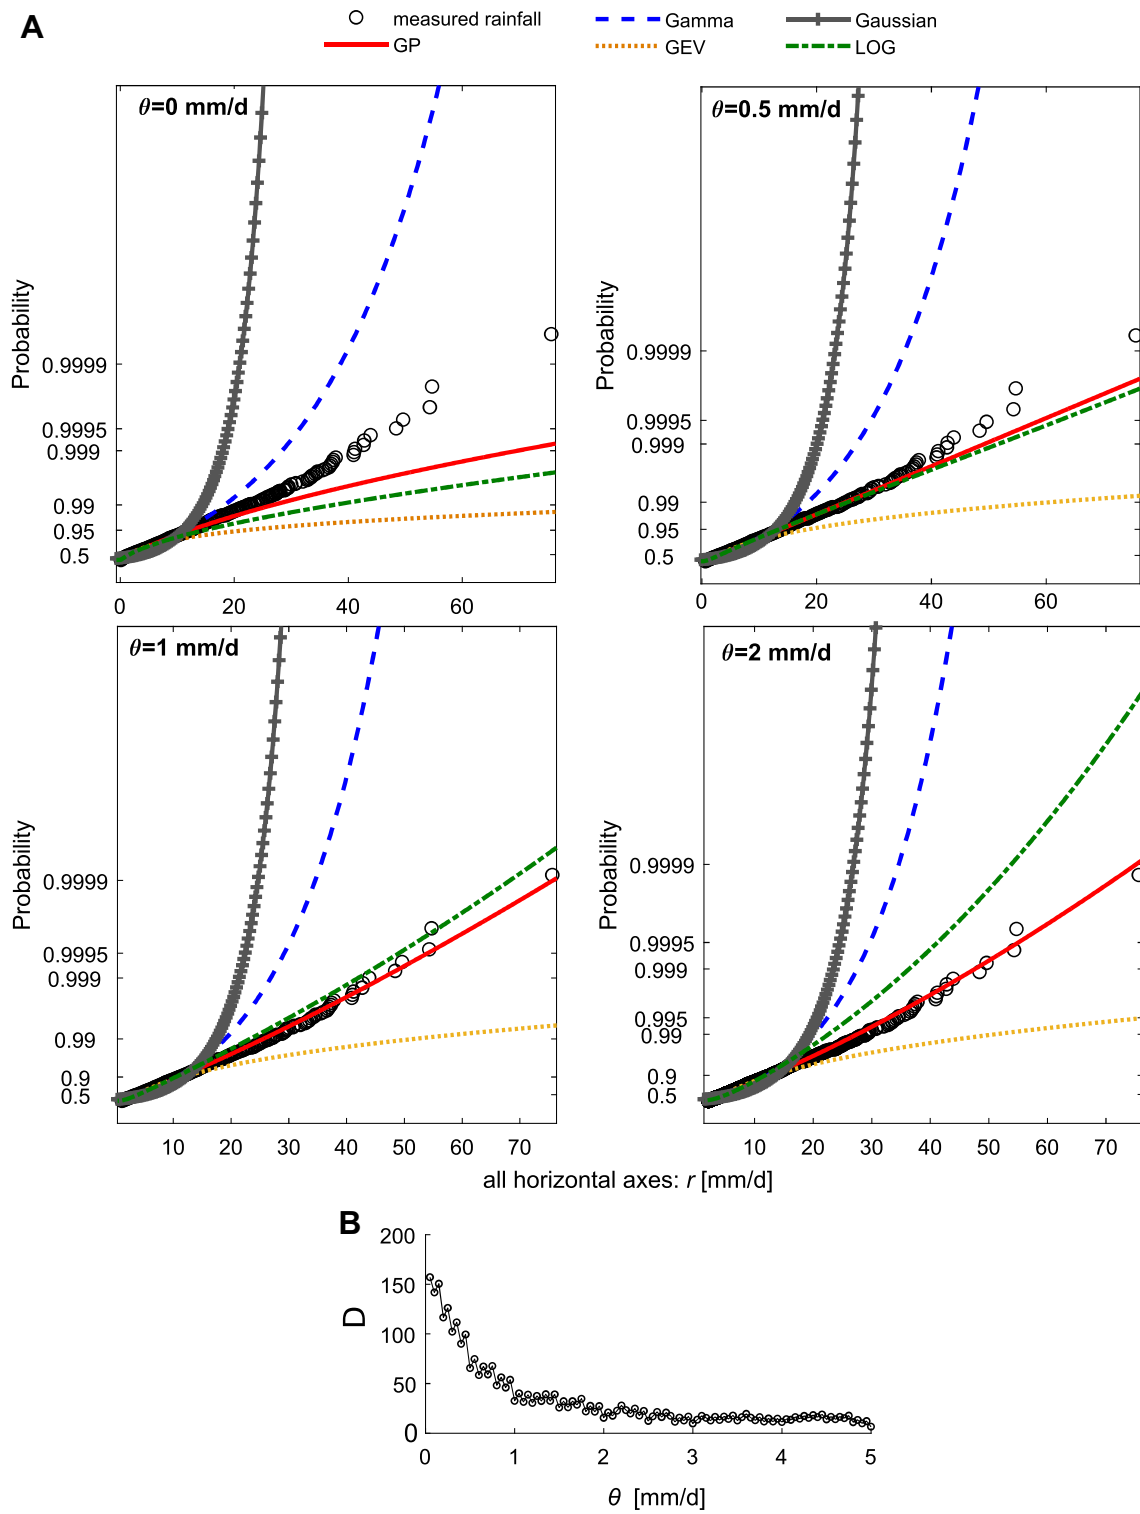 A
measured rainfall
Gamma
Gaussian
GP
GEV
LOG
θ=0 mm/d
Probability
0.9999
0.9995
0.999
0.99
0.95
0.5
0 20 40 60
θ=0.5 mm/d
Probability
0.9999
0.9995
0.999
0.99
0.95
0.5
0 20 40 60
θ=1 mm/d
Probability
0.9999
0.9995
0.999
0.99
0.9
0.5
10 20 30 40 50 60 70
θ=2 mm/d
Probability
0.9999
0.9995
0.999
0.995
0.99
0.9
0.5
10 20 30 40 50 60 70
all horizontal axes: r [mm/d]
B
D
200
150
100
50
0
0 1 2 3 4 5
θ [mm/d]